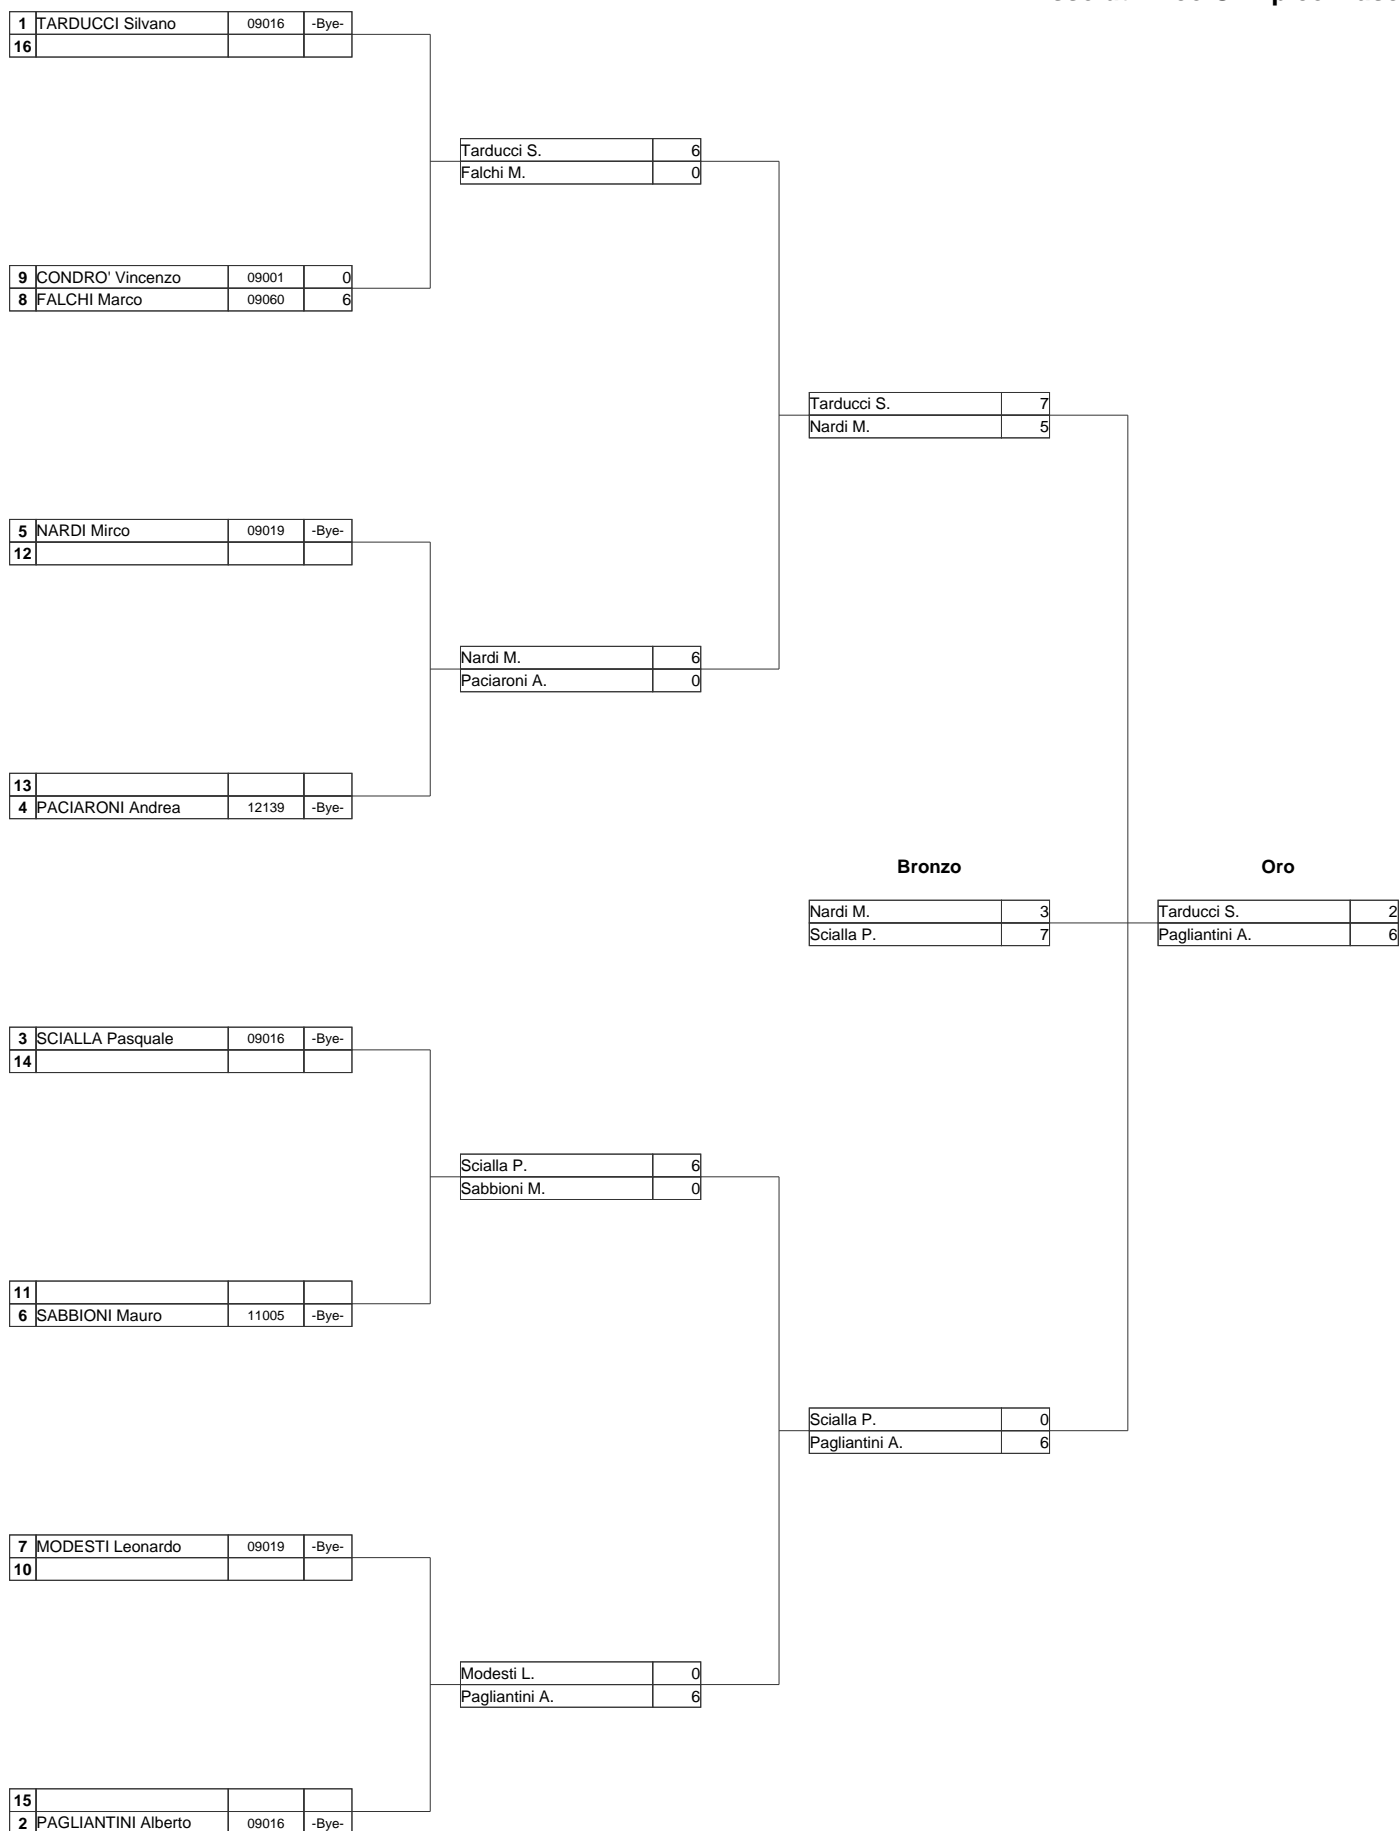 1 TARDUCCI Silvano 09016 -Bye-
16
Tarducci S. 6
Falchi M. 0
9 CONDRO' Vincenzo 09001 0
8 FALCHI Marco 09060 6
Tarducci S. 7
Nardi M. 5
5 NARDI Mirco 09019 -Bye-
12
Nardi M. 6
Paciaroni A. 0
13
4 PACIARONI Andrea 12139 -Bye-
Bronzo Oro
Nardi M. 3 Tarducci S. 2
Scialla P. 7 Pagliantini A. 6
3 SCIALLA Pasquale 09016 -Bye-
14
Scialla P. 6
Sabbioni M. 0
11
6 SABBIONI Mauro 11005 -Bye-
Scialla P. 0
Pagliantini A. 6
7 MODESTI Leonardo 09019 -Bye-
10
Modesti L. 0
Pagliantini A. 6
15
2 PAGLIANTINI Alberto 09016 -Bye-